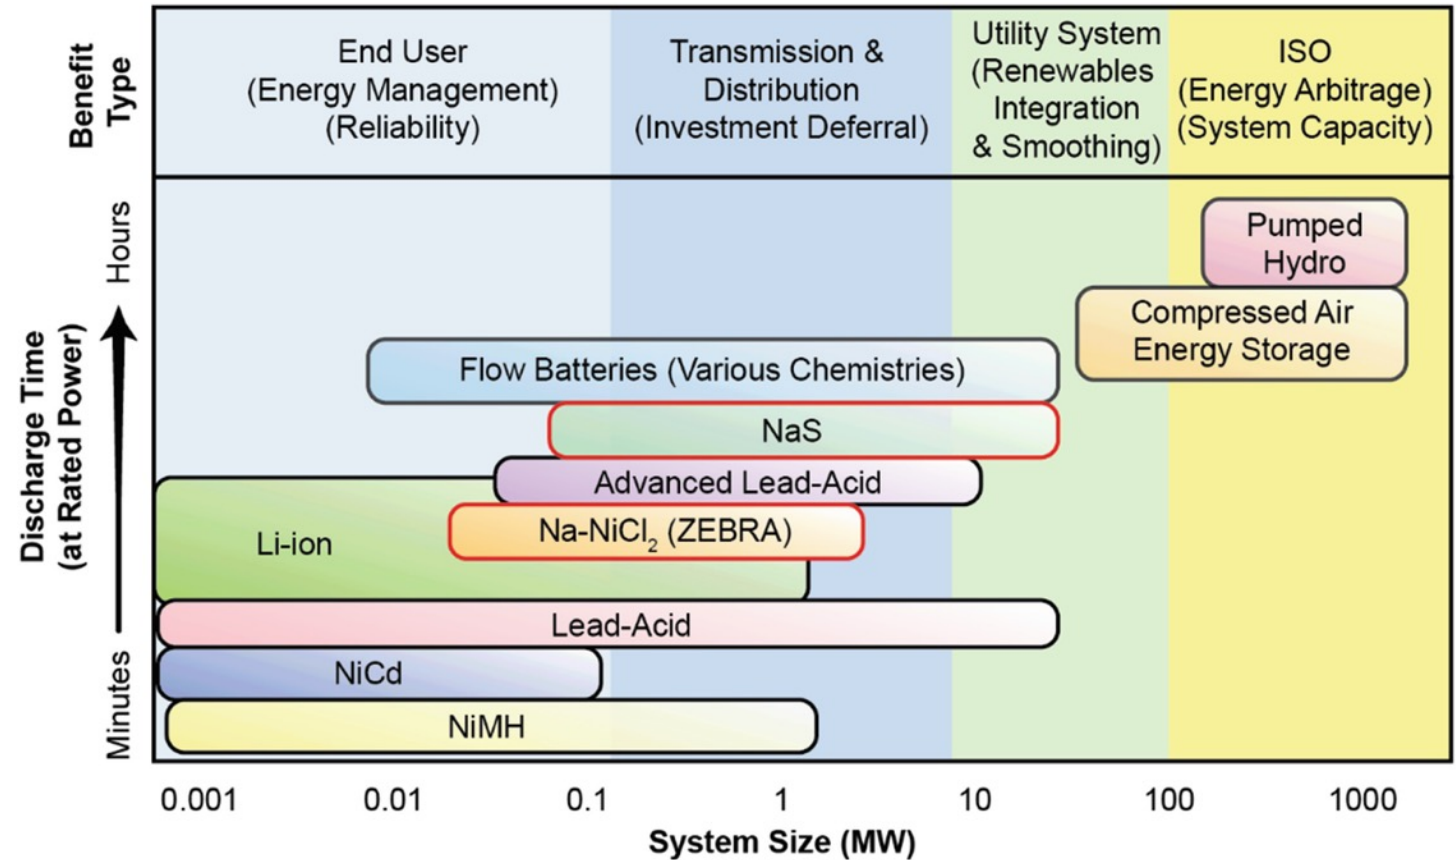 Benefit
Type
End User
(Energy Management)
(Reliability)
Transmission &
Distribution
(Investment Deferral)
Utility System
(Renewables
Integration
& Smoothing)
ISO
(Energy Arbitrage)
(System Capacity)
Discharge Time
(at Rated Power)
Hours
Minutes
Pumped
Hydro
Compressed Air
Energy Storage
Flow Batteries (Various Chemistries)
NaS
Advanced Lead-Acid
Na-NiCl₂ (ZEBRA)
Li-ion
Lead-Acid
NiCd
NiMH
0.001 0.01 0.1 1 10 100 1000
System Size (MW)